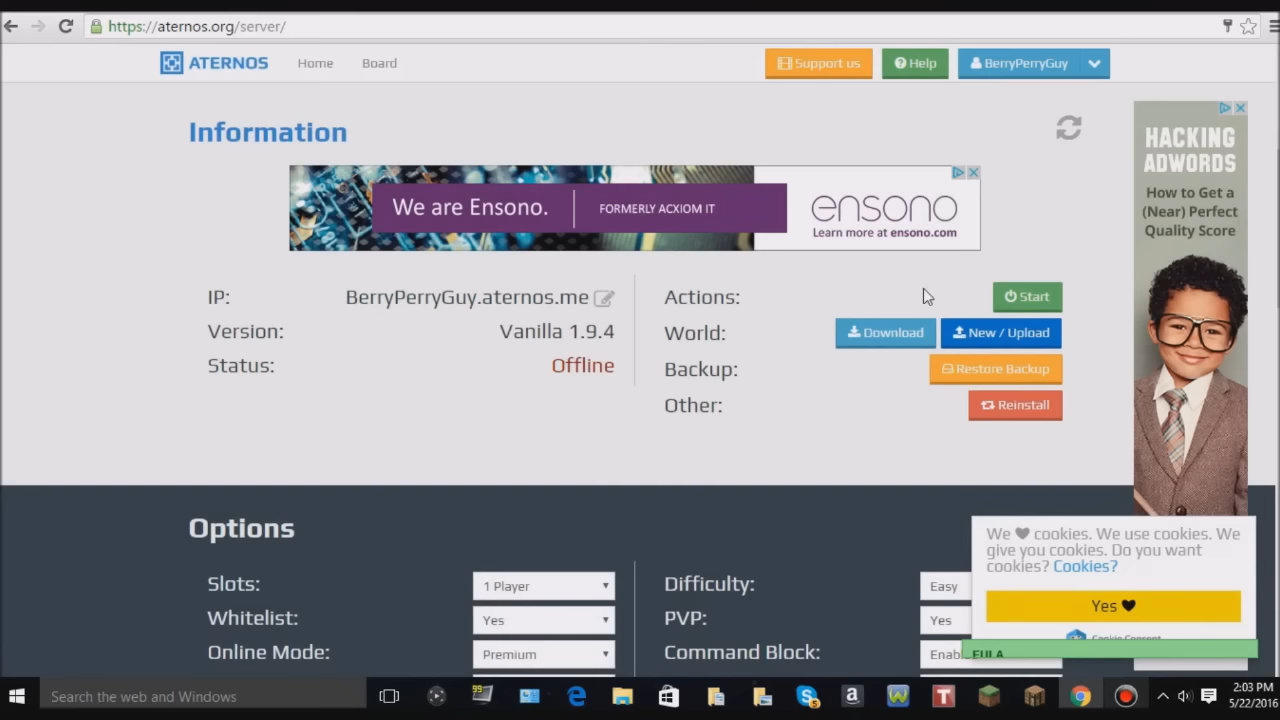 https://aternos.org/server/
ATERNOS Home Board Support us Help BerryPerryGuy
Information
We are Ensono. FORMERLY ACXIOM IT
ensono
Learn more at ensono.com
HACKING
ADWORDS
How to Get a
(Near) Perfect
Quality Score
IP: BerryPerryGuy.aternos.me
Version: Vanilla 1.9.4
Status: Offline
Actions: Start
World: Download New / Upload
Backup: Restore Backup
Other: Reinstall
Options
Slots: 1 Player
Whitelist: Yes
Online Mode: Premium
Difficulty: Easy
PVP: Yes
Command Block:
We ♥ cookies. We use cookies. We
give you cookies. Do you want
cookies? Cookies?
Yes ♥
Cookie Consent
EULA
Search the web and Windows
99
5
a
W
T
2:03 PM
5/22/2016